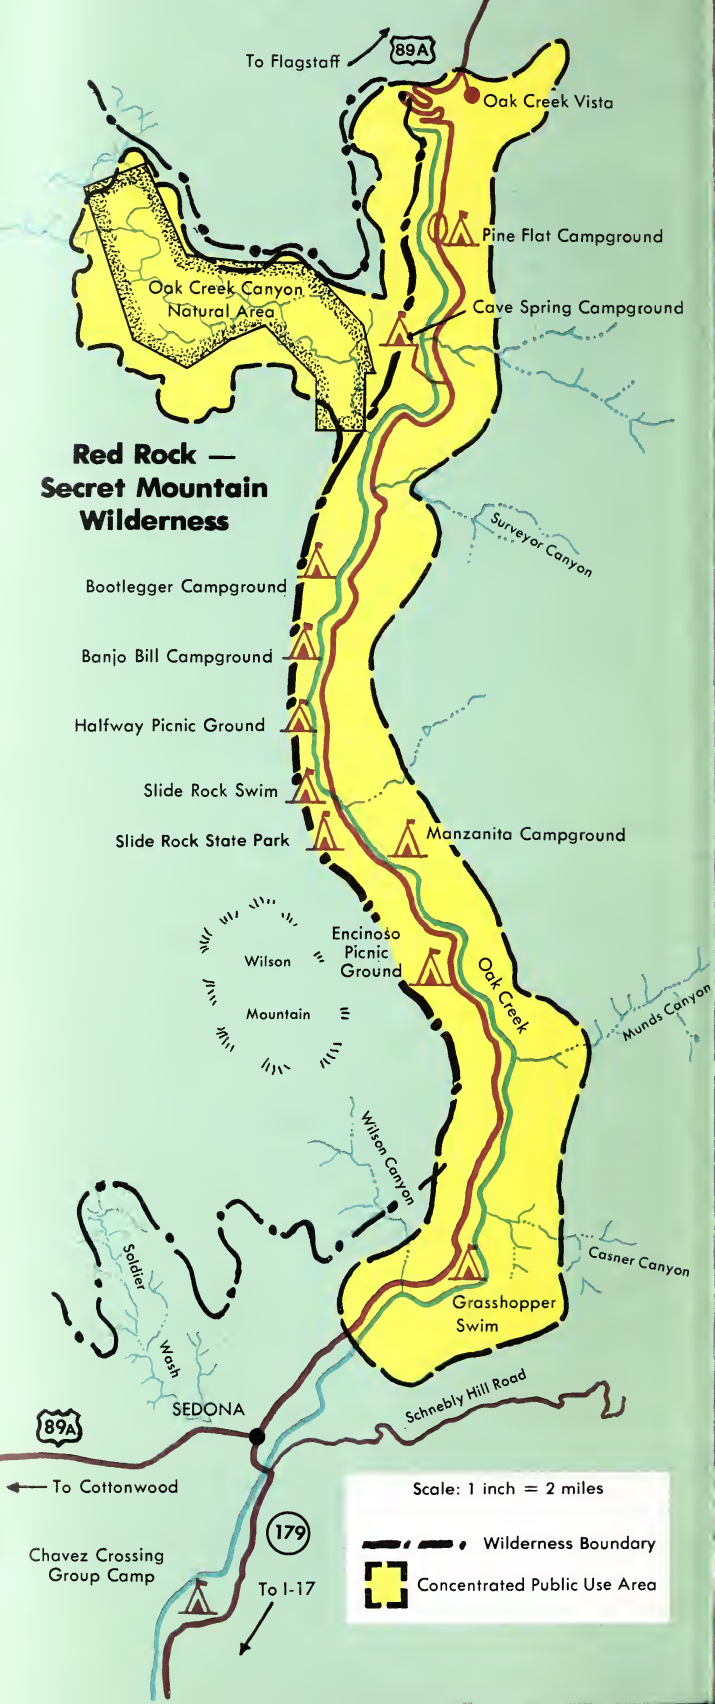 To Flagstaff
89A
Oak Creek Vista
Pine Flat Campground
Oak Creek Canyon
Natural Area
Cave Spring Campground
Red Rock —
Secret Mountain
Wilderness
Surveyor Canyon
Bootlegger Campground
Banjo Bill Campground
Halfway Picnic Ground
Slide Rock Swim
Slide Rock State Park
Manzanita Campground
Encinoso
Picnic
Ground
Wilson
Mountain
Oak Creek
Munds Canyon
Wilson Canyon
Soldier
Wash
Casner Canyon
Grasshopper
Swim
SEDONA
Schnebly Hill Road
89A
To Cottonwood
179
Chavez Crossing
Group Camp
To I-17
Scale: 1 inch = 2 miles
Wilderness Boundary
Concentrated Public Use Area